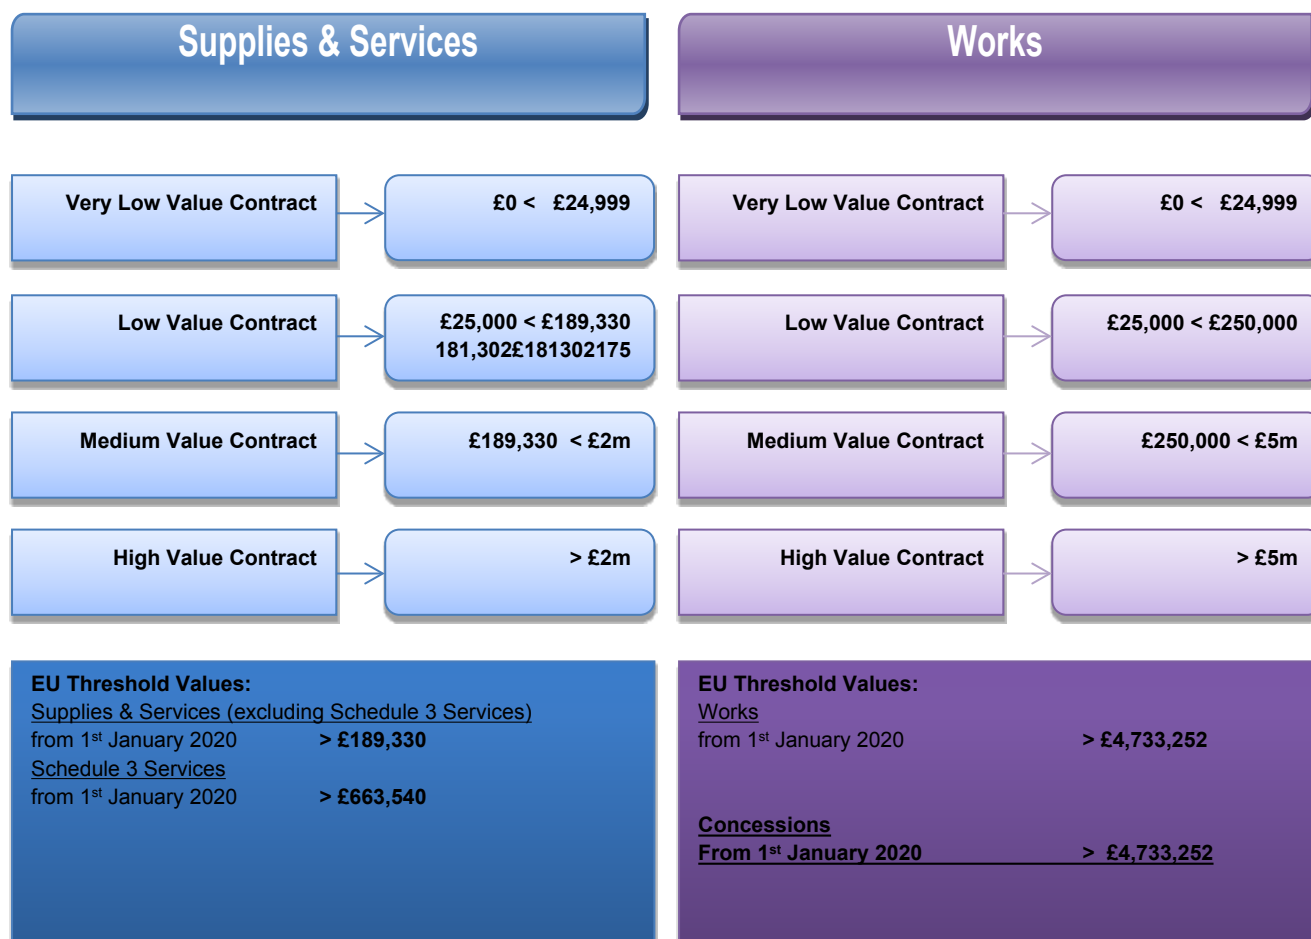 Supplies & Services
Very Low Value Contract
£0 < £24,999
Low Value Contract
£25,000 < £189,330
181,302£181302175
Medium Value Contract
£189,330 < £2m
High Value Contract
> £2m
EU Threshold Values:
Supplies & Services (excluding Schedule 3 Services)
from 1st January 2020 > £189,330
Schedule 3 Services
from 1st January 2020 > £663,540
Works
Very Low Value Contract
£0 < £24,999
Low Value Contract
£25,000 < £250,000
Medium Value Contract
£250,000 < £5m
High Value Contract
> £5m
EU Threshold Values:
Works
from 1st January 2020 > £4,733,252
Concessions
From 1st January 2020 > £4,733,252